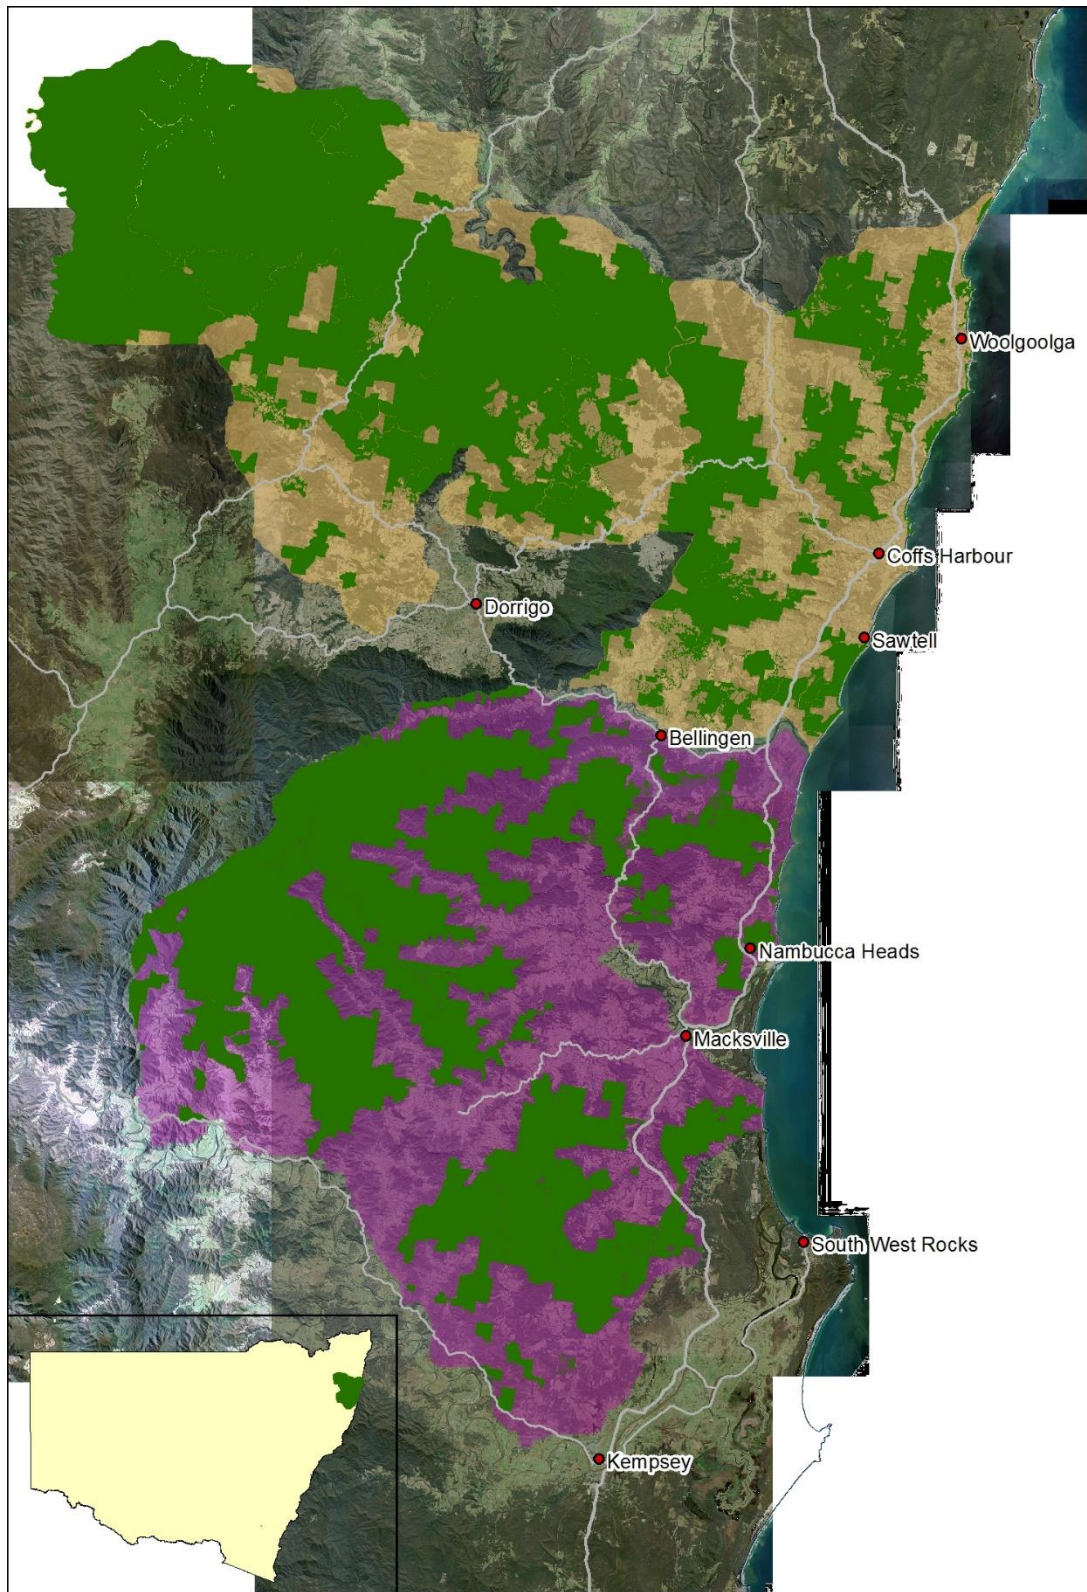 Woolgoolga
Coffs Harbour
Dorrigo
Sawtell
Bellingen
Nambucca Heads
Macksville
South West Rocks
Kempsey